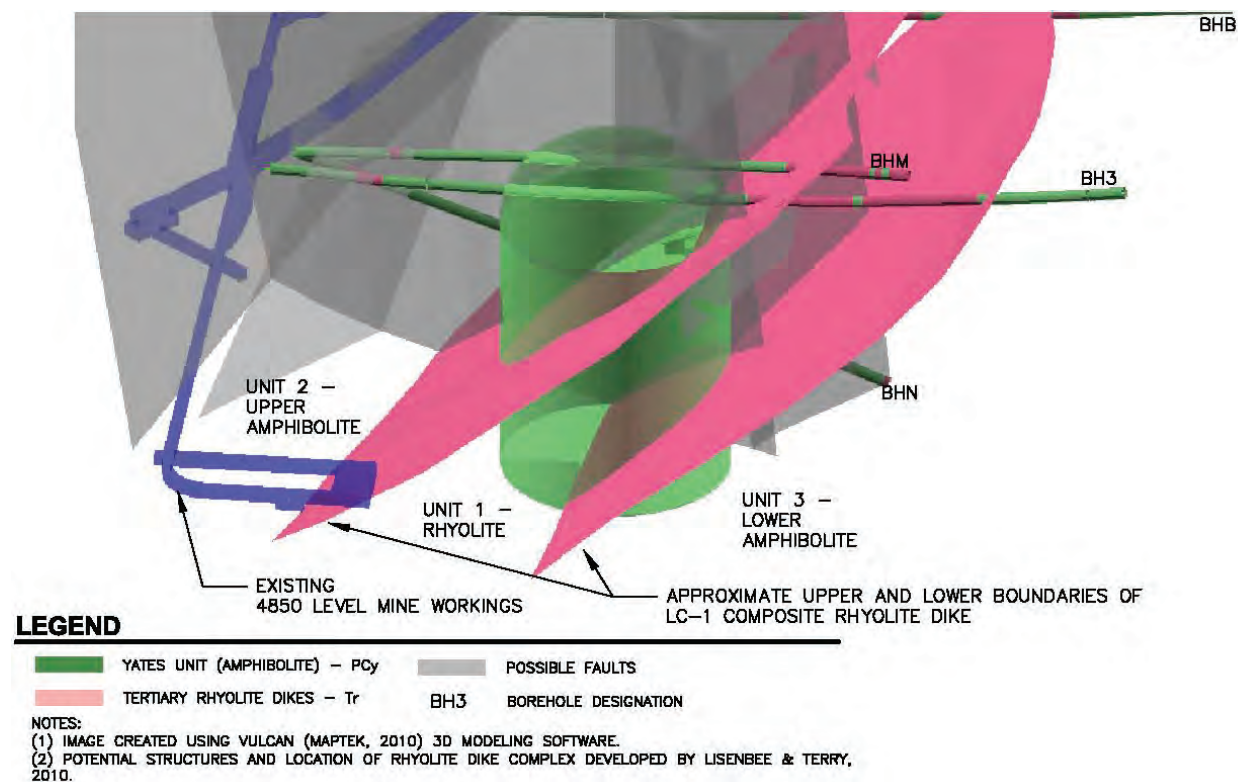 BHB
BHM
BH3
BHN
UNIT 2 –
UPPER
AMPHIBOLITE
UNIT 1 –
RHYOLITE
UNIT 3 –
LOWER
AMPHIBOLITE
EXISTING
4850 LEVEL MINE WORKINGS
APPROXIMATE UPPER AND LOWER BOUNDARIES OF
LC–1 COMPOSITE RHYOLITE DIKE
LEGEND
YATES UNIT (AMPHIBOLITE) – PCy
POSSIBLE FAULTS
TERTIARY RHYOLITE DIKES – Tr
BH3 BOREHOLE DESIGNATION
NOTES:
(1) IMAGE CREATED USING VULCAN (MAPTEK, 2010) 3D MODELING SOFTWARE.
(2) POTENTIAL STRUCTURES AND LOCATION OF RHYOLITE DIKE COMPLEX DEVELOPED BY LISENBEE & TERRY,
2010.